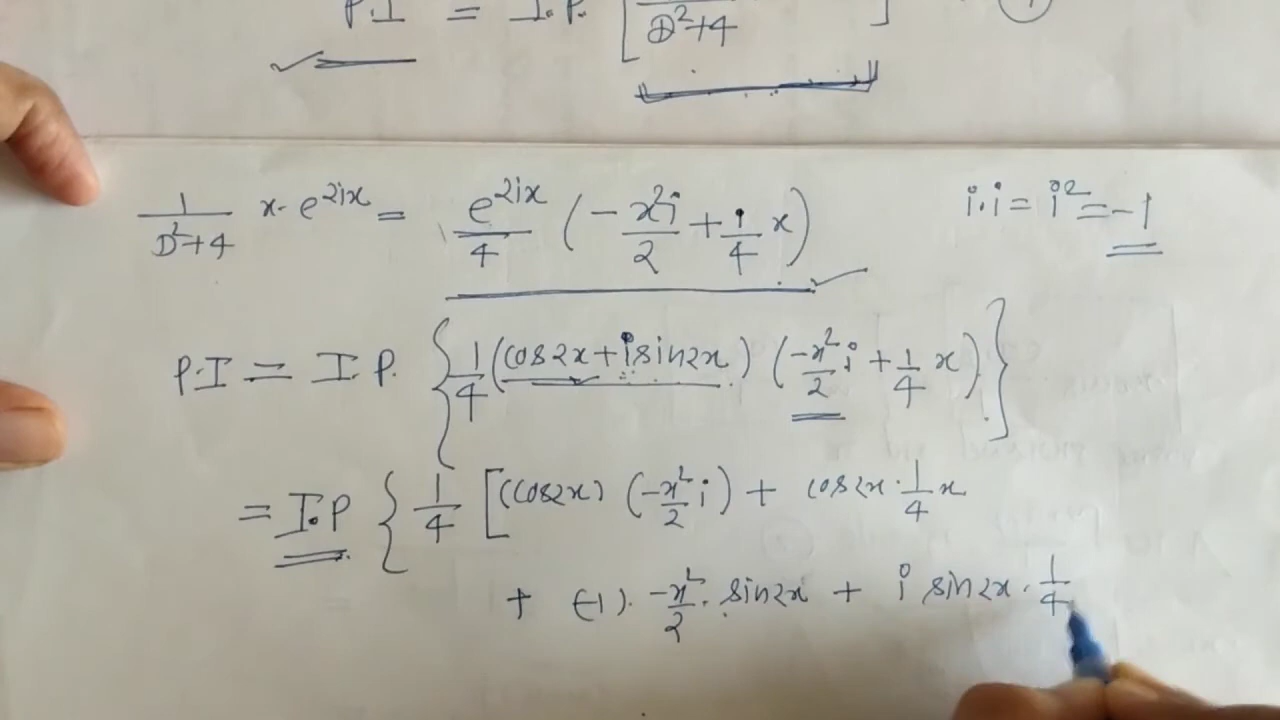 P.I = I.P. [ / D²+4 ]
1/D²+4 x·e^2ix = e^2ix/4 (-x²i/2 + 1/4 x) i·i = i² = -1
P.I = I.P. {1/4 (cos2x + isin2x) (-x²/2 i + 1/4 x)}
= I.P {1/4 [(cos2x) (-x²/2 i) + cos2x · 1/4 x
+ (-1) · -x²/2 · sin2x + i sin2x · 1/4